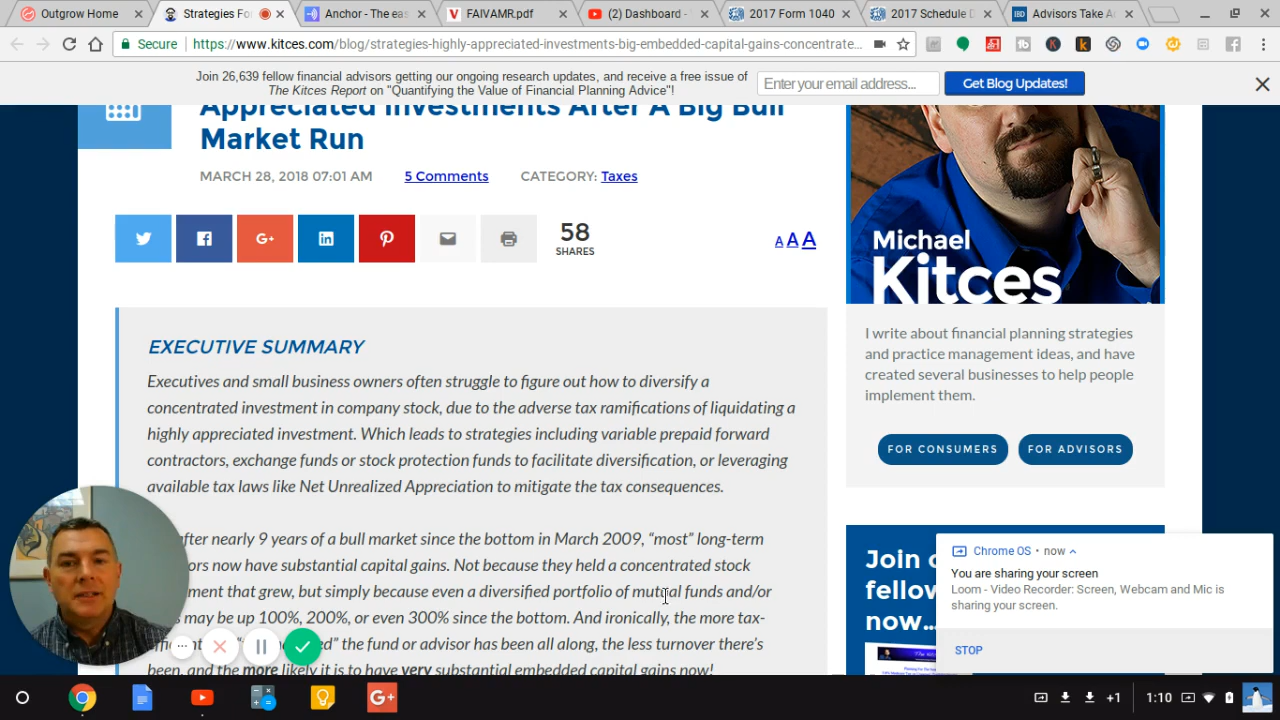 Outgrow Home
Strategies Fo
Anchor - The eas
FAIVAMR.pdf
(2) Dashboard -
2017 Form 1040
2017 Schedule D
Advisors Take A
Secure
https://www.kitces.com/blog/strategies-highly-appreciated-investments-big-embedded-capital-gains-concentrate...
Join 26,639 fellow financial advisors getting our ongoing research updates, and receive a free issue of
The Kitces Report on "Quantifying the Value of Financial Planning Advice"!
Enter your email address...
Get Blog Updates!
Appreciated Investments After A Big Bull
Market Run
MARCH 28, 2018 07:01 AM
5 Comments
CATEGORY: Taxes
58
SHARES
A A A
EXECUTIVE SUMMARY
Executives and small business owners often struggle to figure out how to diversify a
concentrated investment in company stock, due to the adverse tax ramifications of liquidating a
highly appreciated investment. Which leads to strategies including variable prepaid forward
contractors, exchange funds or stock protection funds to facilitate diversification, or leveraging
available tax laws like Net Unrealized Appreciation to mitigate the tax consequences.
after nearly 9 years of a bull market since the bottom in March 2009, "most" long-term
ors now have substantial capital gains. Not because they held a concentrated stock
ment that grew, but simply because even a diversified portfolio of mutual funds and/or
may be up 100%, 200%, or even 300% since the bottom. And ironically, the more tax-
the fund or advisor has been all along, the less turnover there's
been, and the more likely it is to have very substantial embedded capital gains now!
Michael
Kitces
I write about financial planning strategies
and practice management ideas, and have
created several businesses to help people
implement them.
FOR CONSUMERS
FOR ADVISORS
Join
fellow
now...
Chrome OS • now
You are sharing your screen
Loom - Video Recorder: Screen, Webcam and Mic is
sharing your screen.
STOP
+1
1:10